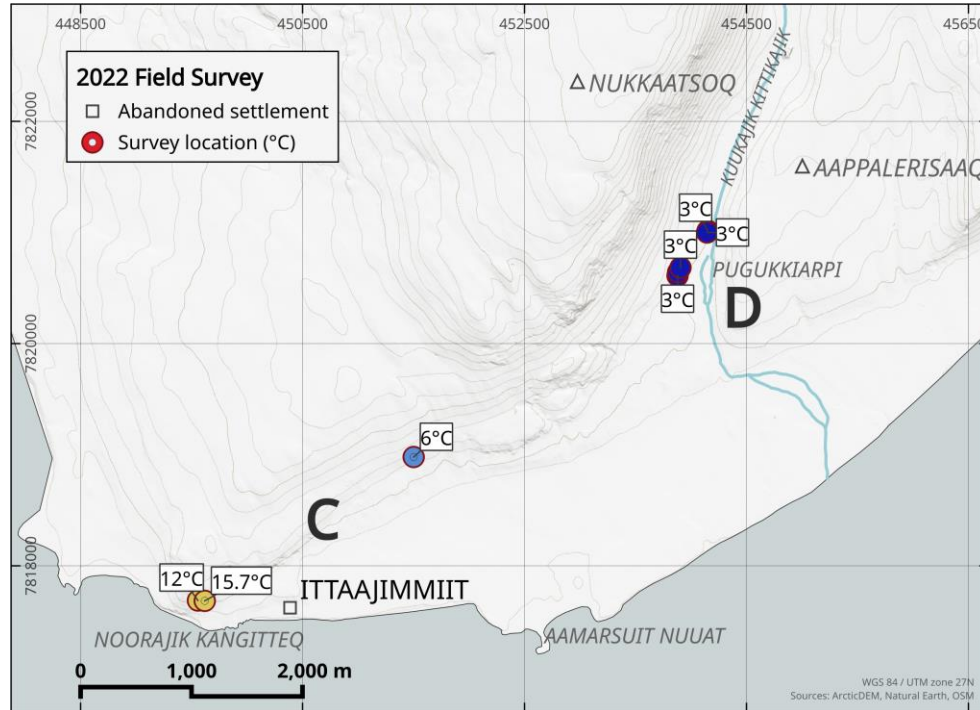 448500
450500
452500
454500
45650
2022 Field Survey
Abandoned settlement
Survey location (°C)
7822000
7820000
7818000
NUKKAATSOQ
KUUKAJIK KITTIKAJIK
AAPPALERISAAQ
3°C
3°C
3°C
3°C
PUGUKKIARPI
D
6°C
C
12°C
15.7°C
ITTAAJIMMIIT
NOORAJIK KANGITTEQ
AAMARSUIT NUUAT
0 1,000 2,000 m
WGS 84 / UTM zone 27N
Sources: ArcticDEM, Natural Earth, OSM